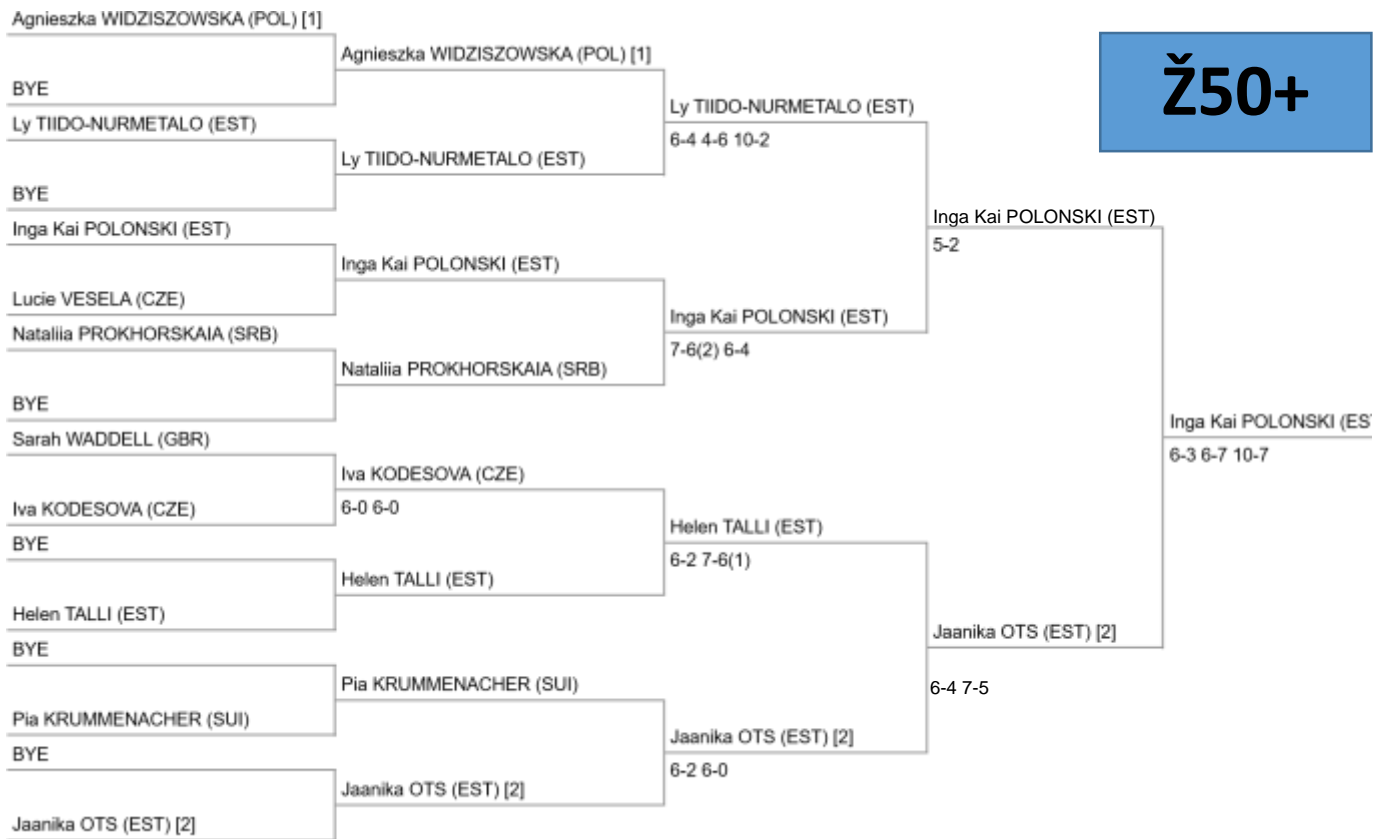 Agnieszka WIDZISZOWSKA (POL) [1]
BYE
Ly TIIDO-NURMETALO (EST)
BYE
Inga Kai POLONSKI (EST)
Lucie VESELA (CZE)
Nataliia PROKHORSKAIA (SRB)
BYE
Sarah WADDELL (GBR)
Iva KODESOVA (CZE)
BYE
Helen TALLI (EST)
BYE
Pia KRUMMENACHER (SUI)
BYE
Jaanika OTS (EST) [2]
Agnieszka WIDZISZOWSKA (POL) [1]
Ly TIIDO-NURMETALO (EST)
Inga Kai POLONSKI (EST)
Nataliia PROKHORSKAIA (SRB)
Iva KODESOVA (CZE)
6-0 6-0
Helen TALLI (EST)
Pia KRUMMENACHER (SUI)
Jaanika OTS (EST) [2]
Ly TIIDO-NURMETALO (EST)
6-4 4-6 10-2
Inga Kai POLONSKI (EST)
7-6(2) 6-4
Helen TALLI (EST)
6-2 7-6(1)
Jaanika OTS (EST) [2]
6-2 6-0
Inga Kai POLONSKI (EST)
5-2
Jaanika OTS (EST) [2]
6-4 7-5
Inga Kai POLONSKI (ES
6-3 6-7 10-7
Ž50+